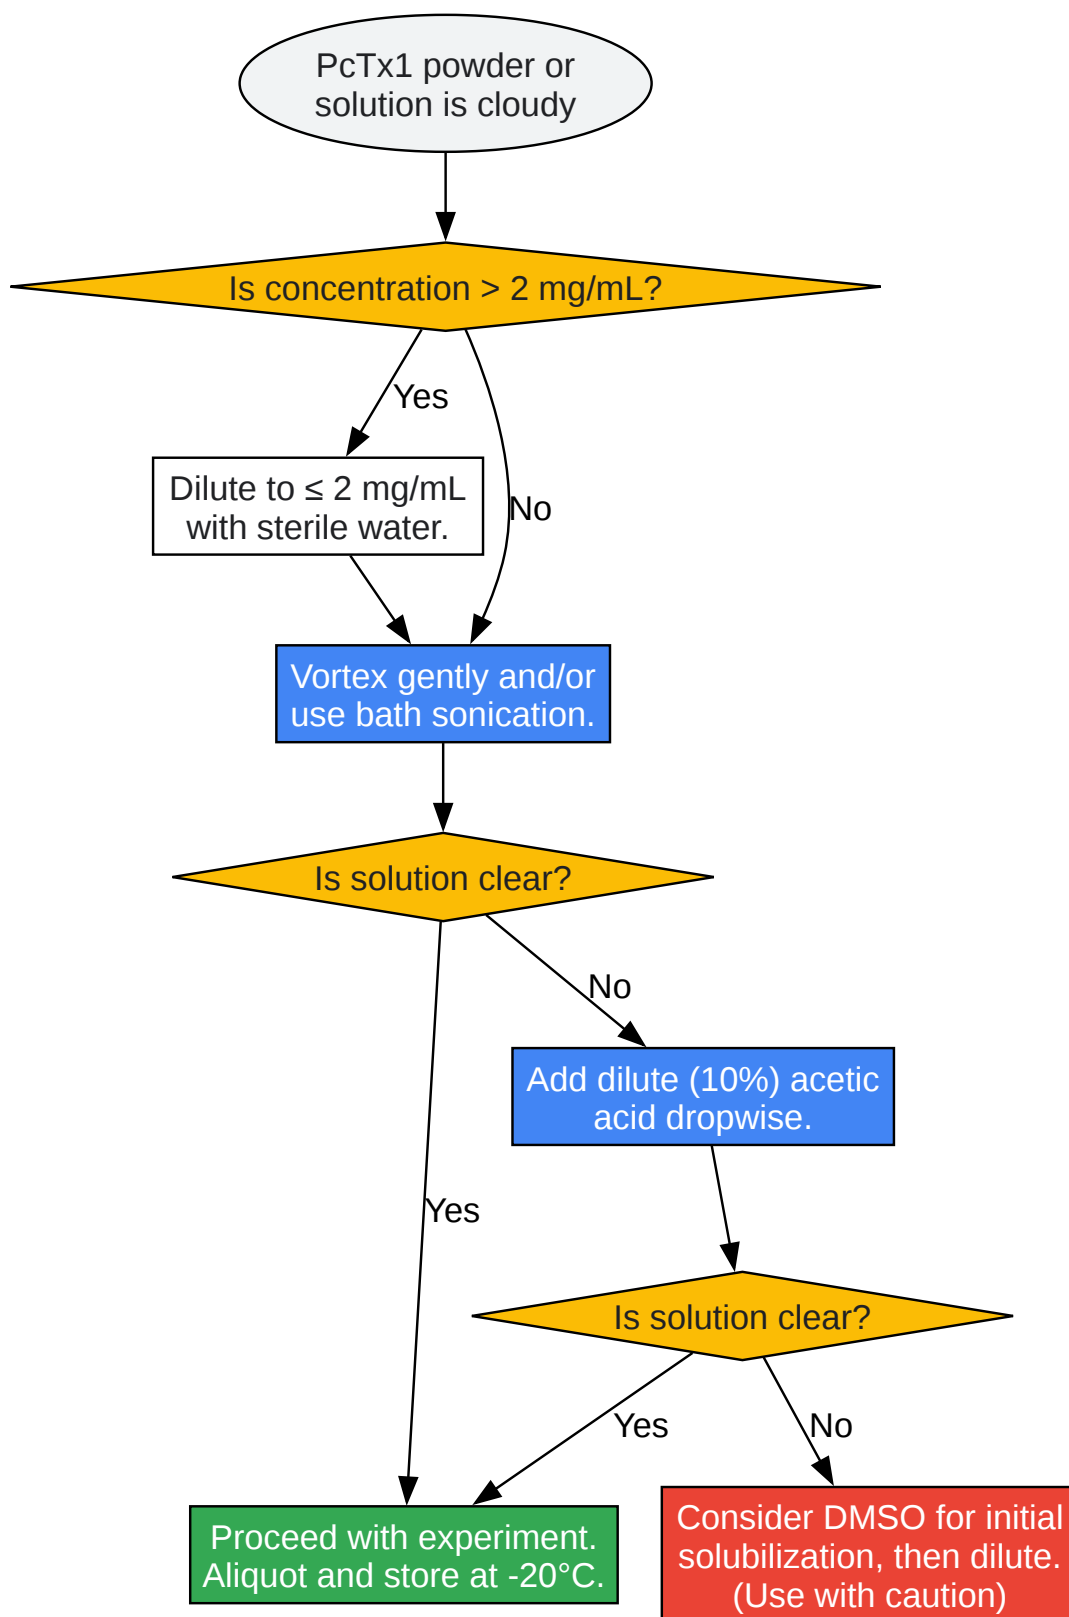 PcTx1 powder or
solution is cloudy
Is concentration > 2 mg/mL?
Yes
Dilute to ≤ 2 mg/mL
with sterile water.
No
Vortex gently and/or
use bath sonication.
Is solution clear?
No
Add dilute (10%) acetic
acid dropwise.
Yes
Is solution clear?
Yes
No
Proceed with experiment.
Aliquot and store at -20°C.
Consider DMSO for initial
solubilization, then dilute.
(Use with caution)